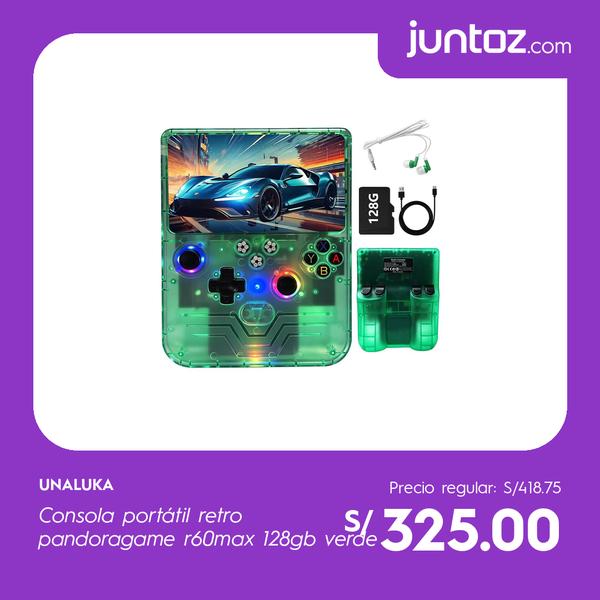 juntoz.com
128G
X
Y A
B
UNALUKA
Precio regular: S/418.75
Consola portátil retro
pandoragame r60max 128gb verde
S/325.00